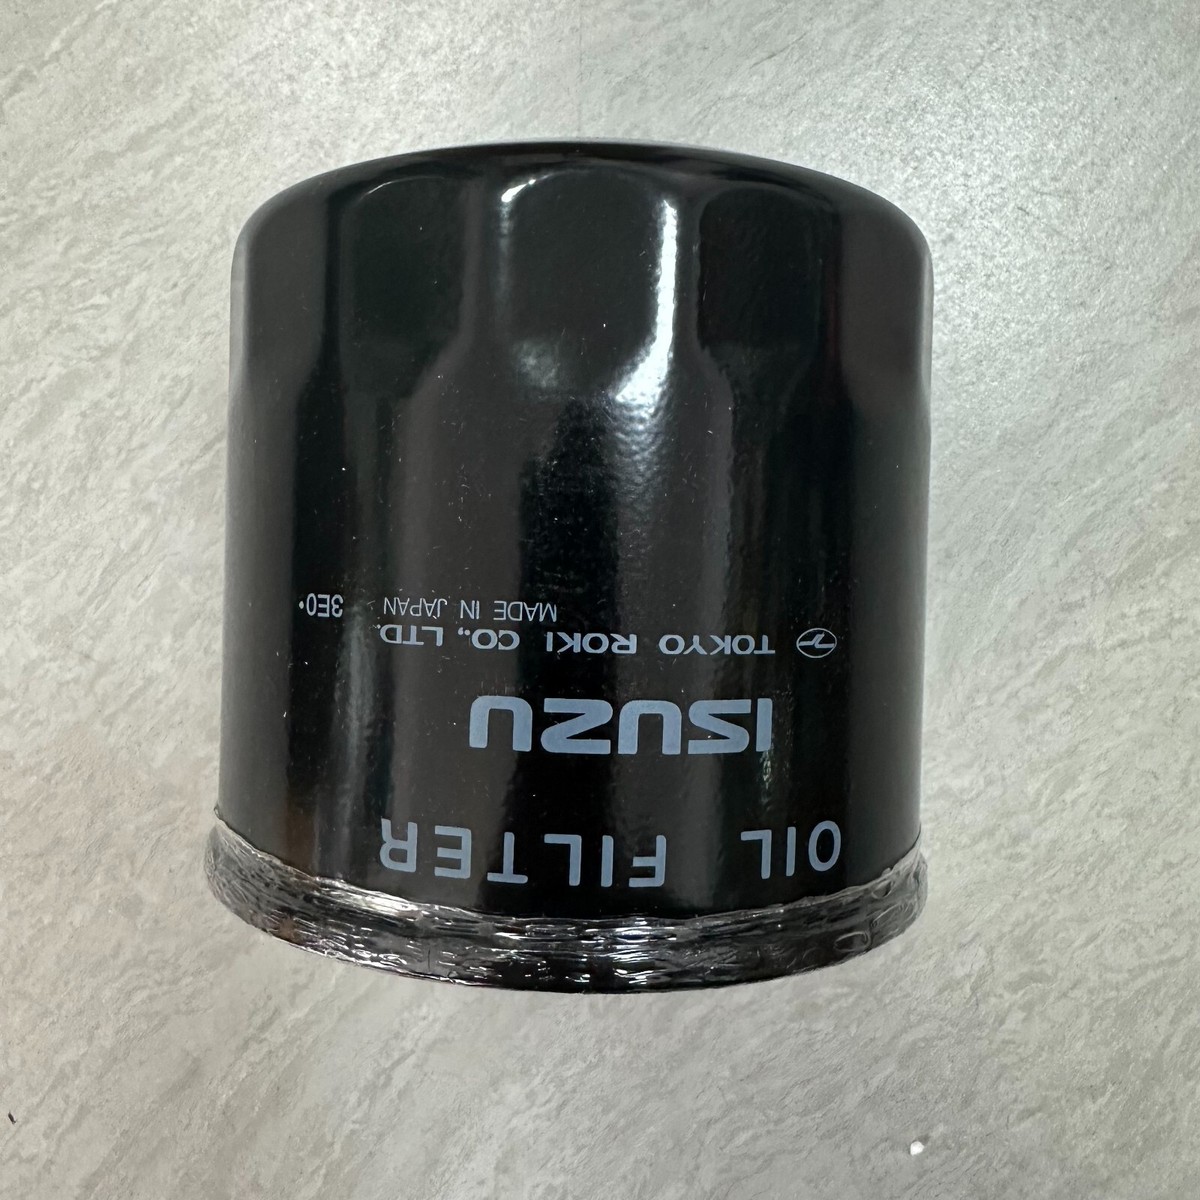 OIL FILTER
ISUZU
TOKYO ROKI CO., LTD.
MADE IN JAPAN 3E0•